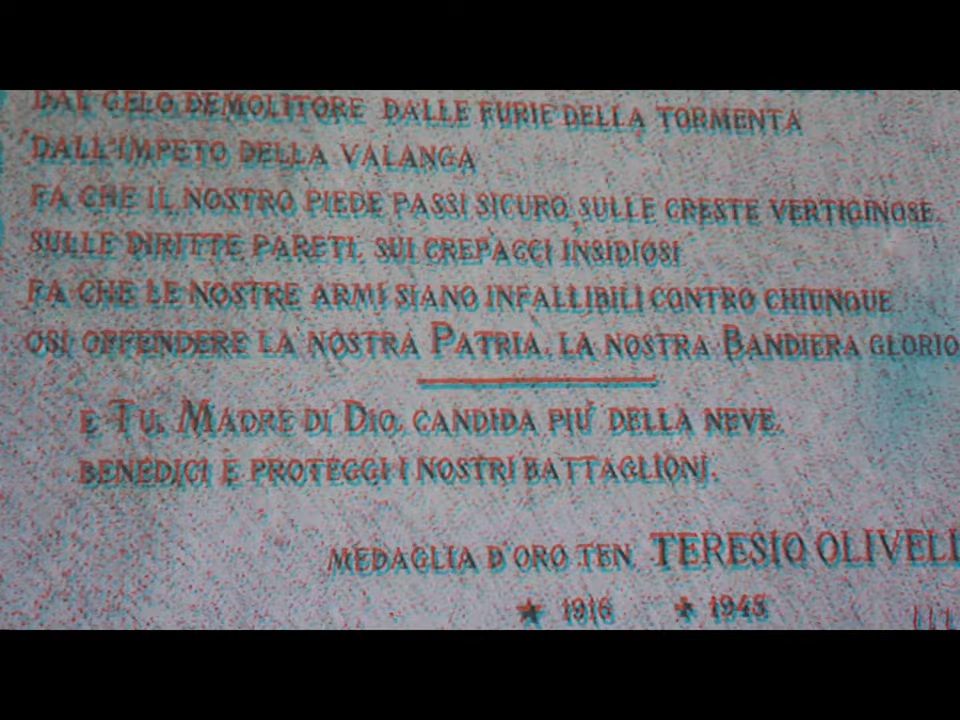 DAL GELO DEMOLITORE DALLE FURIE DELLA TORMENTA
DALL'IMPETO DELLA VALANGA
FA CHE IL NOSTRO PIEDE PASSI SICURO SULLE CRESTE VERTIGINOSE
SULLE DIRITTE PARETI, SUI CREPACCI INSIDIOSI
FA CHE LE NOSTRE ARMI SIANO INFALLIBILI CONTRO CHIUNQUE
OSI OFFENDERE LA NOSTRA PATRIA, LA NOSTRA BANDIERA GLORIO
E TU, MADRE DI DIO, CANDIDA PIU' DELLA NEVE,
BENEDICI E PROTEGGI I NOSTRI BATTAGLIONI.
MEDAGLIA D'ORO TEN. TERESIO OLIVELL
★ 1916 ✝ 1945